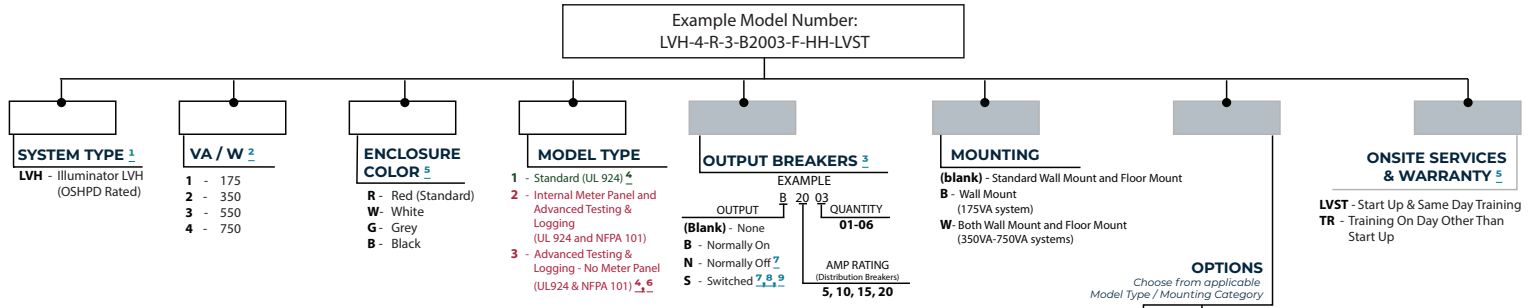 Example Model Number:
LVH-4-R-3-B2003-F-HH-LVST
SYSTEM TYPE 1
LVH - Illuminator LVH
(OSHPD Rated)
VA / W 2
1 - 175
2 - 350
3 - 550
4 - 750
ENCLOSURE
COLOR 5
R - Red (Standard)
W- White
G - Grey
B - Black
MODEL TYPE
1 - Standard (UL 924) 4
2 - Internal Meter Panel and
Advanced Testing &
Logging
(UL 924 and NFPA 101)
3 - Advanced Testing &
Logging - No Meter Panel
(UL924 & NFPA 101) 4,6
OUTPUT BREAKERS 3
EXAMPLE
B 20 03
OUTPUT
QUANTITY
01-06
(Blank) - None
B - Normally On
N - Normally Off 7
S - Switched 7,8,9
AMP RATING
(Distribution Breakers)
5, 10, 15, 20
MOUNTING
(blank) - Standard Wall Mount and Floor Mount
B - Wall Mount
(175VA system)
W- Both Wall Mount and Floor Mount
(350VA-750VA systems)
OPTIONS
Choose from applicable
Model Type / Mounting Category
ONSITE SERVICES
& WARRANTY 5
LVST - Start Up & Same Day Training
TR - Training On Day Other Than
Start Up